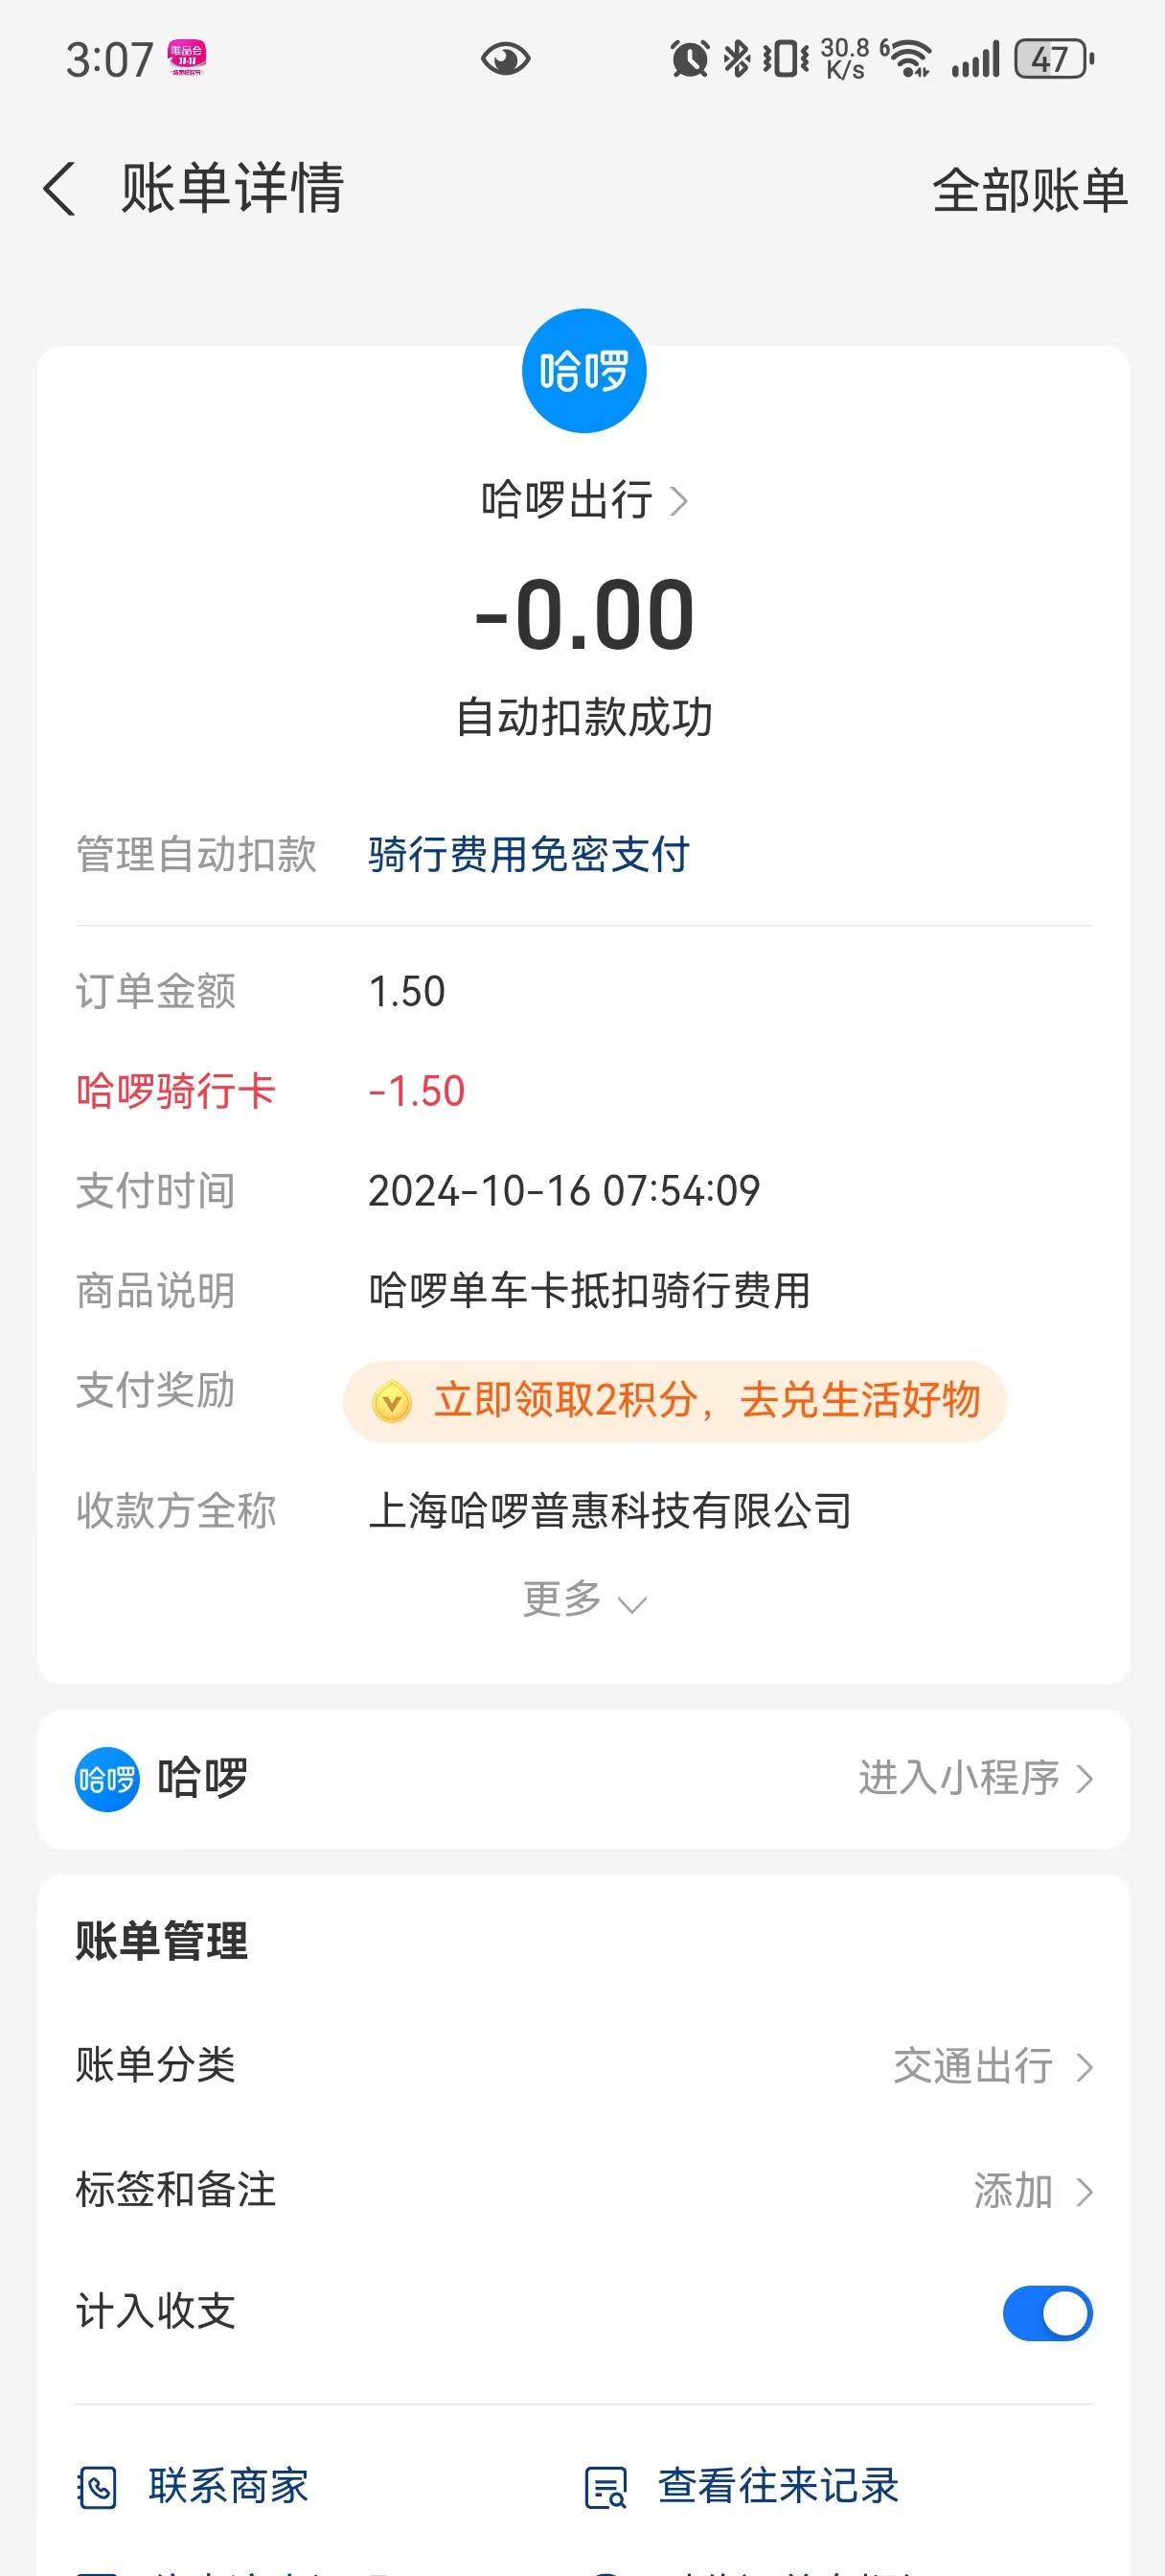 3:07 唯品会 30.8 K/s 6 47
账单详情 全部账单
哈啰
哈啰出行
-0.00
自动扣款成功
管理自动扣款 骑行费用免密支付
订单金额 1.50
哈啰骑行卡 -1.50
支付时间 2024-10-16 07:54:09
商品说明 哈啰单车卡抵扣骑行费用
支付奖励 立即领取2积分，去兑生活好物
收款方全称 上海哈啰普惠科技有限公司
更多
哈啰 哈啰 进入小程序
账单管理
账单分类 交通出行
标签和备注 添加
计入收支
联系商家 查看往来记录